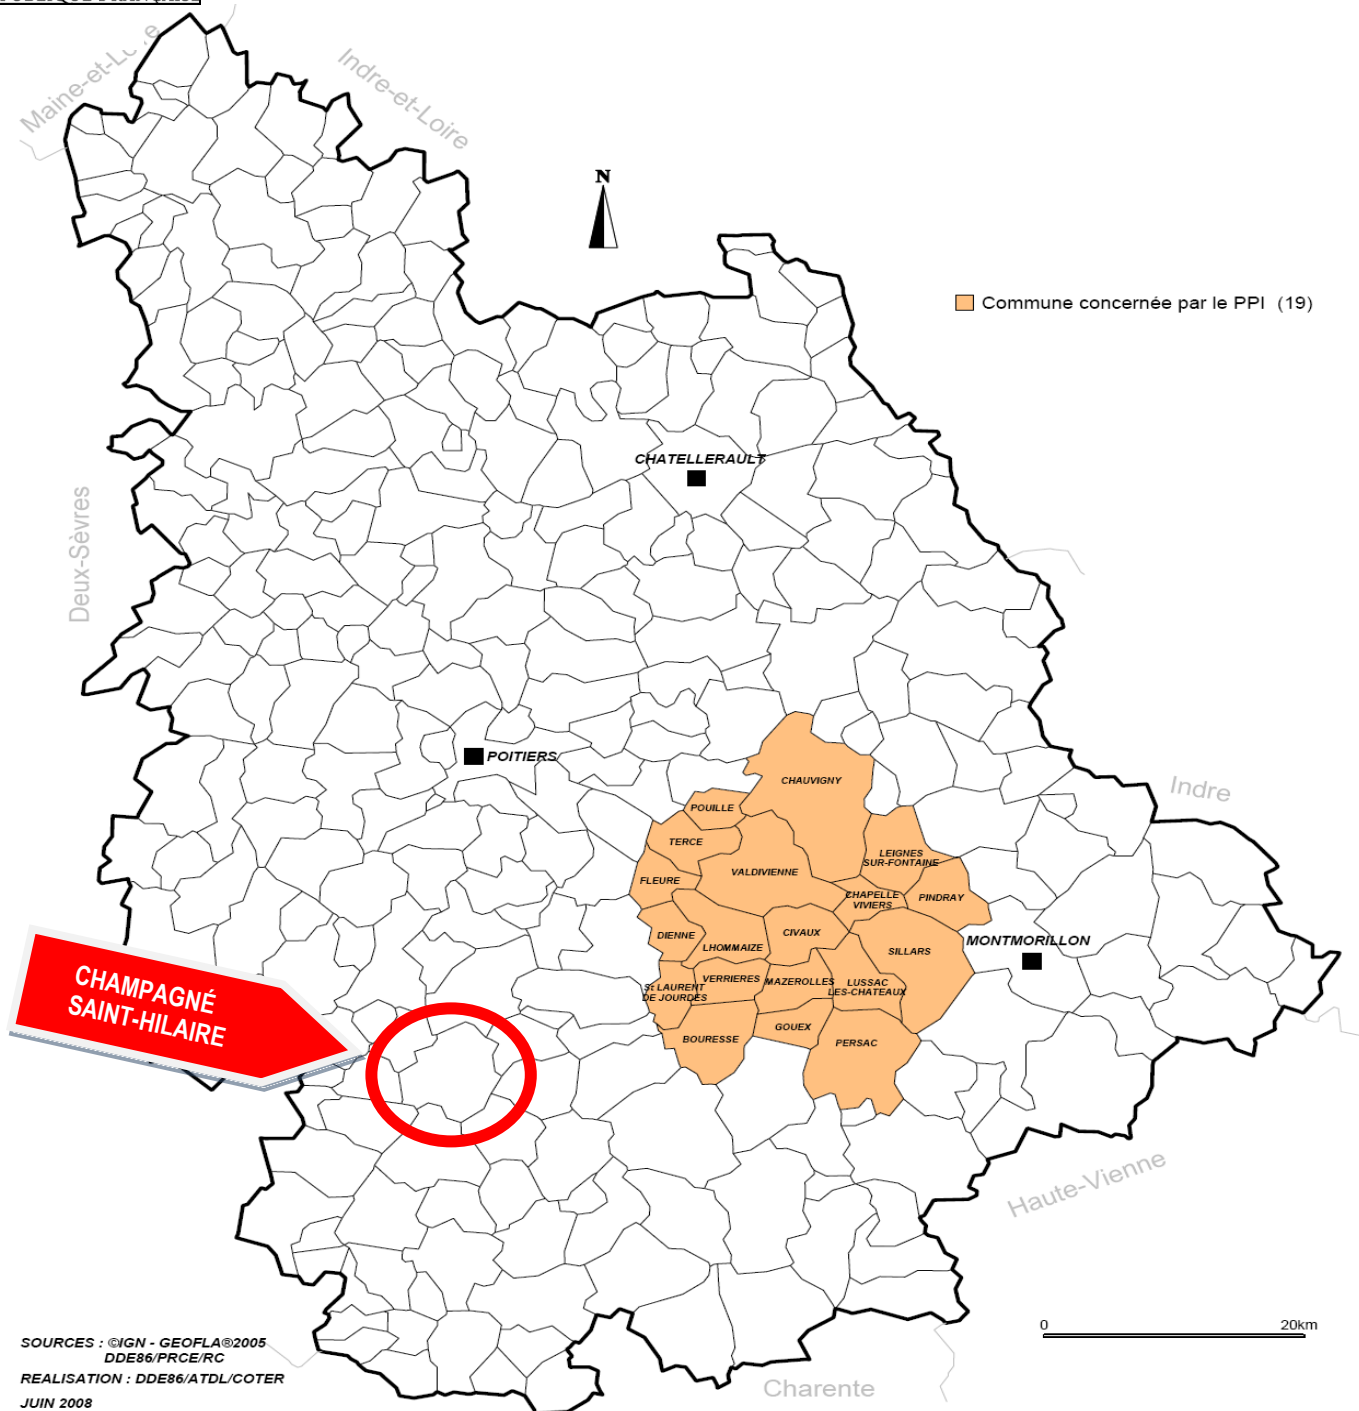 Maine-et-Loire
Indre-et-Loire
N
Commune concernée par le PPI (19)
CHATELLERAULT
Deux-Sèvres
POITIERS
CHAUVIGNY
Indre
POUILLE
TERCE
LEIGNES
SUR-FONTAINE
VALDIVIENNE
FLEURE
CHAPELLE
VIVIERS
PINDRAY
DIENNE
CIVAUX
LHOMMAIZE
SILLARS
MONTMORILLON
CHAMPAGNÉ
SAINT-HILAIRE
VERRIERES
MAZEROLLES
LUSSAC
LES-CHATEAUX
St LAURENT
DE JOURDES
GOUEX
BOURESSE
PERSAC
Haute-Vienne
0 20km
SOURCES : ©IGN - GEOFLA®2005
DDE86/PRCE/RC
REALISATION : DDE86/ATDL/COTER
JUIN 2008
Charente